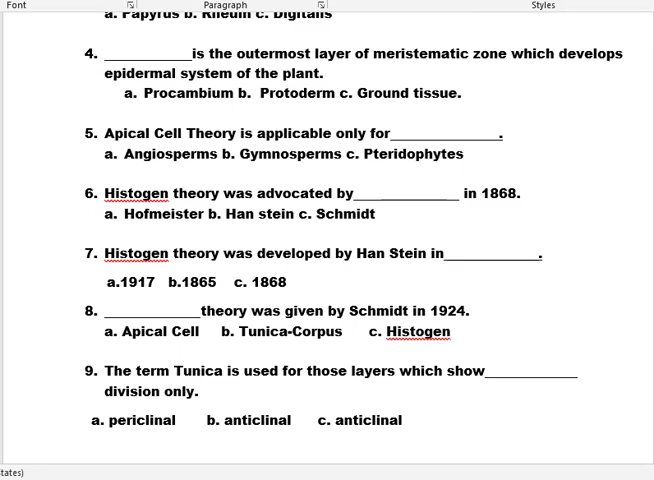 Font Paragraph Styles
a. Papyrus b. Rheum c. Digitalis
4. ____________is the outermost layer of meristematic zone which develops
epidermal system of the plant.
a. Procambium b. Protoderm c. Ground tissue.
5. Apical Cell Theory is applicable only for_______________.
a. Angiosperms b. Gymnosperms c. Pteridophytes
6. Histogen theory was advocated by______________ in 1868.
a. Hofmeister b. Han stein c. Schmidt
7. Histogen theory was developed by Han Stein in_____________.
a.1917 b.1865 c. 1868
8. _____________theory was given by Schmidt in 1924.
a. Apical Cell b. Tunica-Corpus c. Histogen
9. The term Tunica is used for those layers which show____________
division only.
a. periclinal b. anticlinal c. anticlinal
tates)